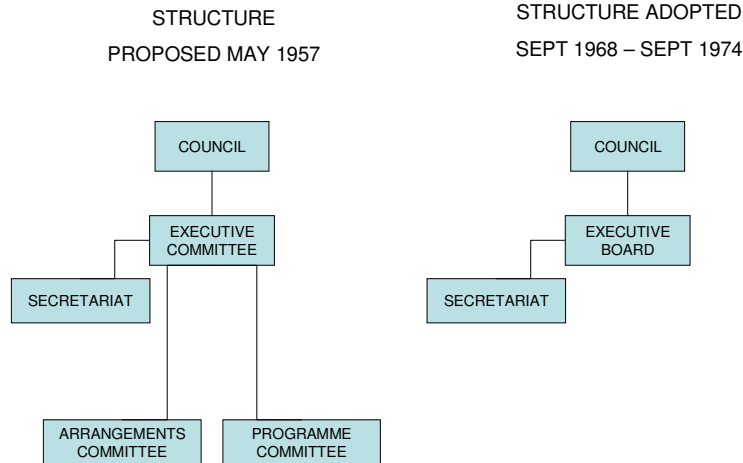 STRUCTURE
PROPOSED MAY 1957
COUNCIL
EXECUTIVE
COMMITTEE
SECRETARIAT
ARRANGEMENTS
COMMITTEE
PROGRAMME
COMMITTEE
STRUCTURE ADOPTED
SEPT 1968 – SEPT 1974
COUNCIL
EXECUTIVE
BOARD
SECRETARIAT